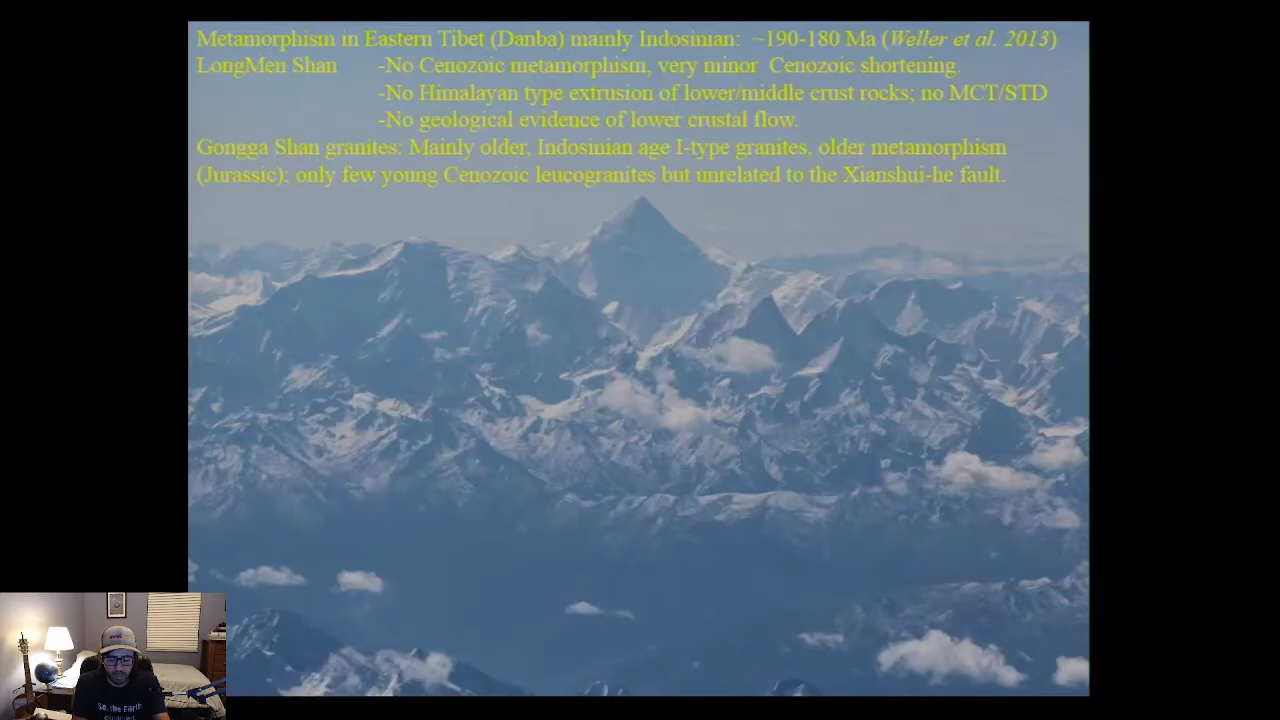 Metamorphism in Eastern Tibet (Danba) mainly Indosinian: ~190-180 Ma (Weller et al. 2013)
LongMen Shan -No Cenozoic metamorphism, very minor Cenozoic shortening.
-No Himalayan type extrusion of lower/middle crust rocks; no MCT/STD
-No geological evidence of lower crustal flow.
Gongga Shan granites: Mainly older, Indosinian age I-type granites, older metamorphism
(Jurassic); only few young Cenozoic leucogranites but unrelated to the Xianshui-he fault.
So, the Earth